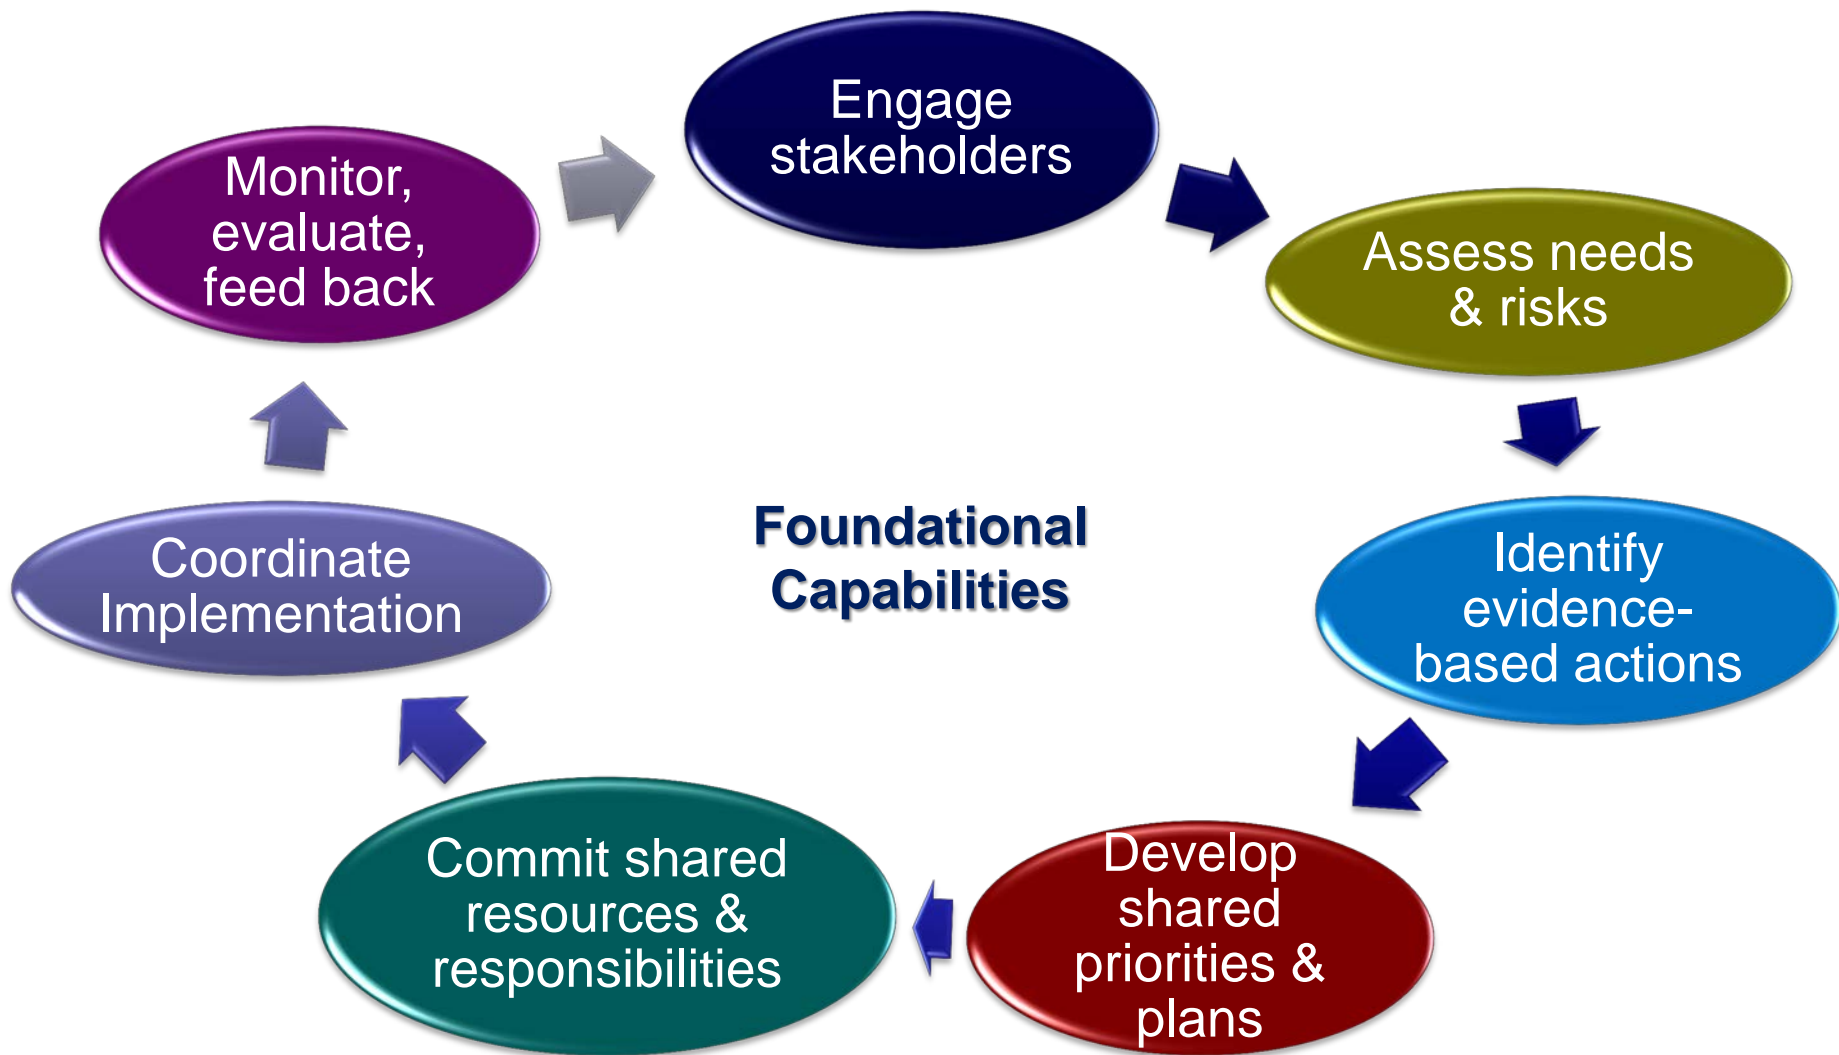 Engage
stakeholders
Assess needs
& risks
Identify
evidence-
based actions
Develop
shared
priorities &
plans
Commit shared
resources &
responsibilities
Coordinate
Implementation
Monitor,
evaluate,
feed back
Foundational
Capabilities